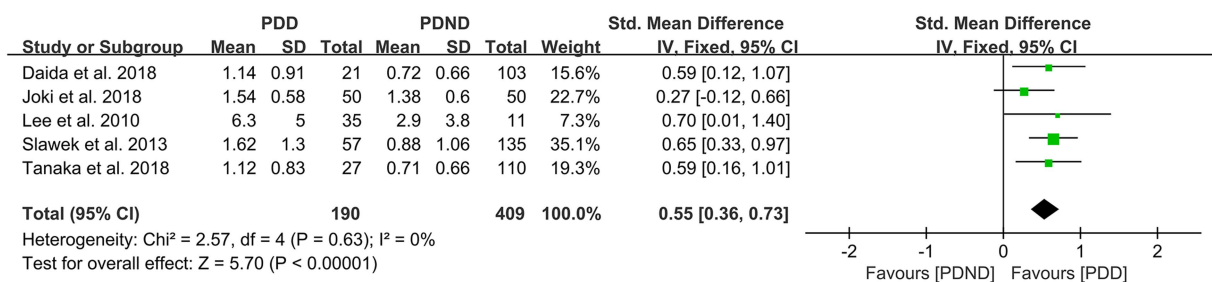 PDD PDND Std. Mean Difference Std. Mean Difference
Study or Subgroup Mean SD Total Mean SD Total Weight IV, Fixed, 95% CI IV, Fixed, 95% CI
Daida et al. 2018 1.14 0.91 21 0.72 0.66 103 15.6% 0.59 [0.12, 1.07]
Joki et al. 2018 1.54 0.58 50 1.38 0.6 50 22.7% 0.27 [-0.12, 0.66]
Lee et al. 2010 6.3 5 35 2.9 3.8 11 7.3% 0.70 [0.01, 1.40]
Slawek et al. 2013 1.62 1.3 57 0.88 1.06 135 35.1% 0.65 [0.33, 0.97]
Tanaka et al. 2018 1.12 0.83 27 0.71 0.66 110 19.3% 0.59 [0.16, 1.01]
Total (95% CI) 190 409 100.0% 0.55 [0.36, 0.73]
Heterogeneity: Chi² = 2.57, df = 4 (P = 0.63); I² = 0%
Test for overall effect: Z = 5.70 (P < 0.00001)
-2 -1 0 1 2
Favours [PDND] Favours [PDD]